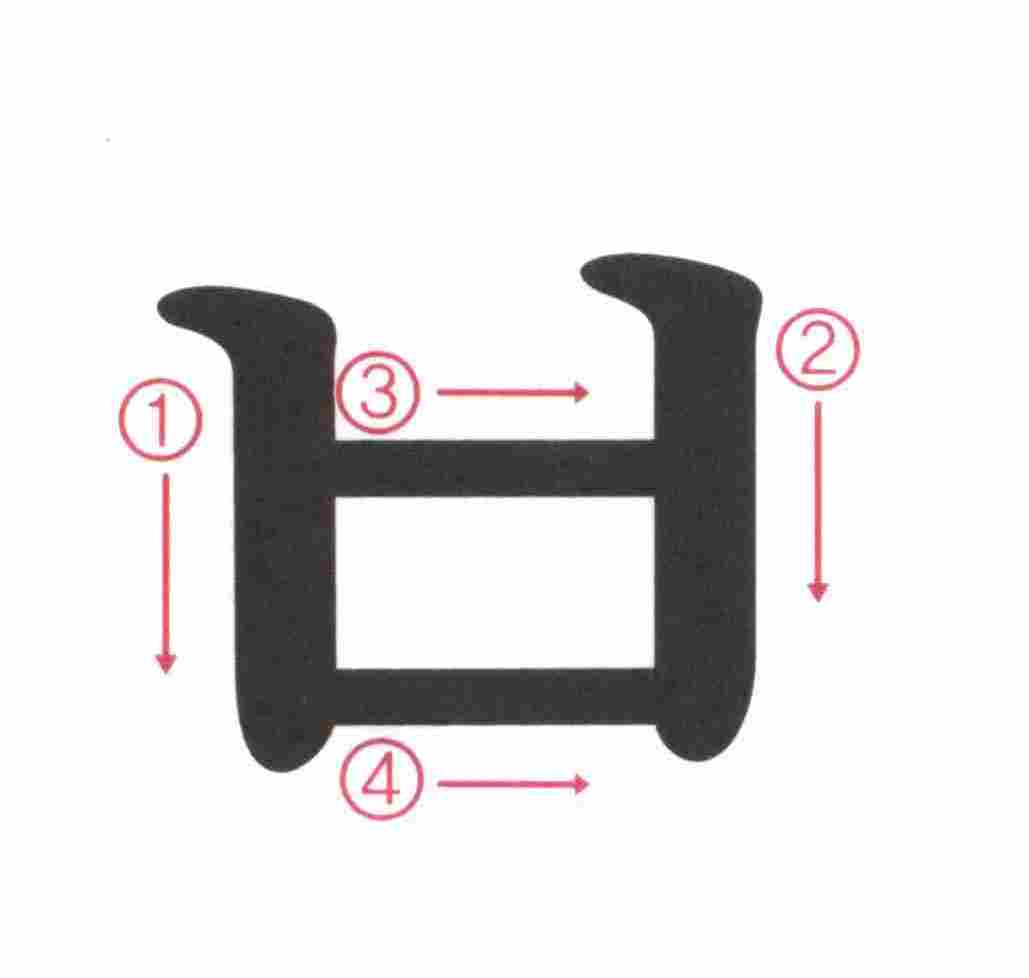 ㅂ
① ② ③ ④